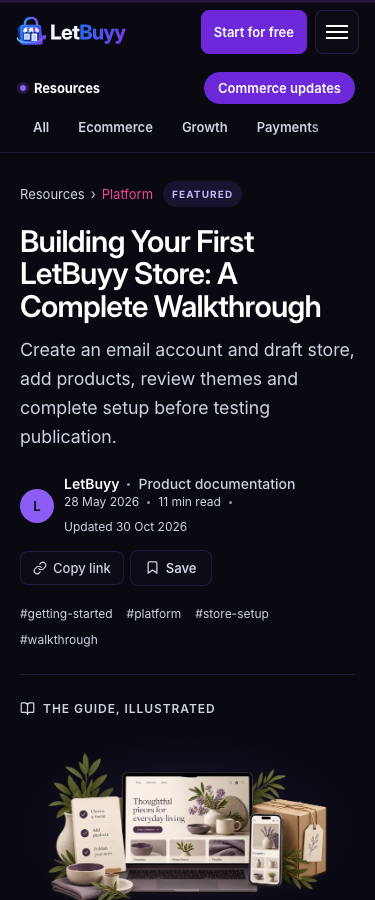 LetBuyy
Start for free
Resources
Commerce updates
All
Ecommerce
Growth
Payments
Resources › Platform
FEATURED
Building Your First
LetBuyy Store: A
Complete Walkthrough
Create an email account and draft store,
add products, review themes and
complete setup before testing
publication.
L
LetBuyy • Product documentation
28 May 2026 • 11 min read •
Updated 30 Oct 2026
Copy link
Save
#getting-started #platform #store-setup
#walkthrough
THE GUIDE, ILLUSTRATED
Thoughtful
pieces for
everyday living
Add
products